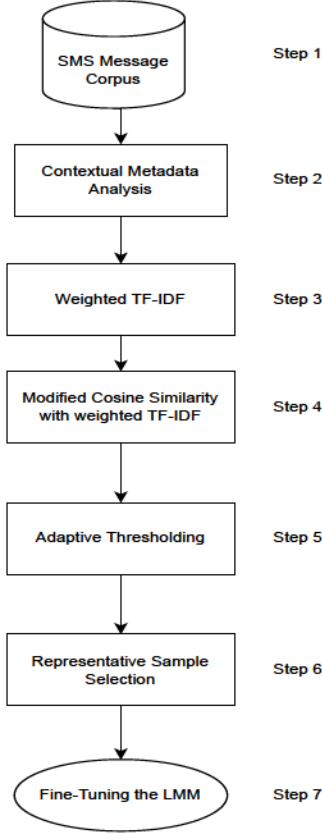 SMS Message
Corpus
Step 1
Contextual Metadata
Analysis
Step 2
Weighted TF-IDF
Step 3
Modified Cosine Similarity
with weighted TF-IDF
Step 4
Adaptive Thresholding
Step 5
Representative Sample
Selection
Step 6
Fine-Tuning the LMM
Step 7